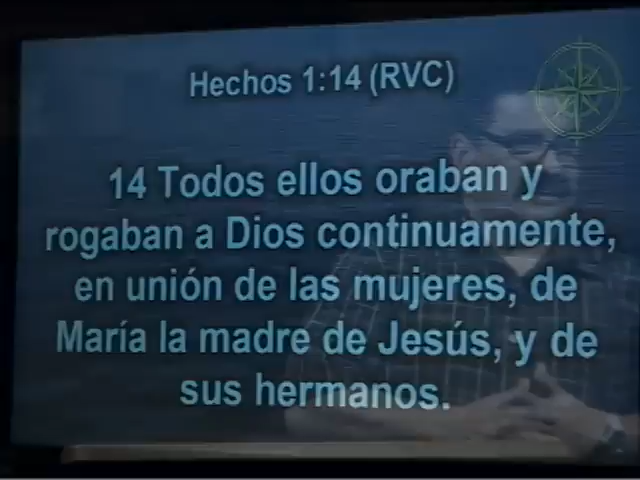 Hechos 1:14 (RVC)
14 Todos ellos oraban y
rogaban a Dios continuamente,
en unión de las mujeres, de
María la madre de Jesús, y de
sus hermanos.